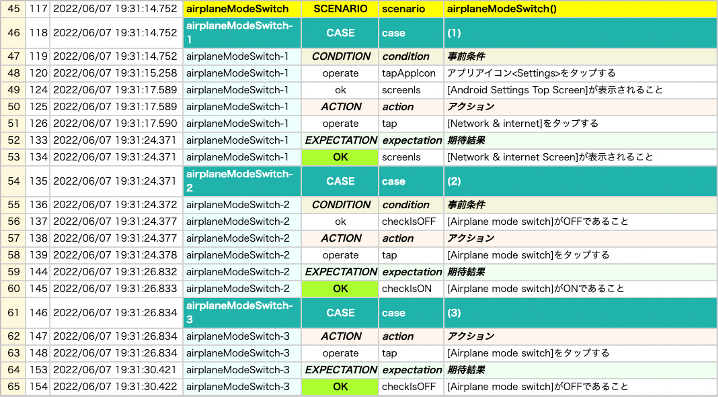 45 117 2022/06/07 19:31:14.752 airplaneModeSwitch SCENARIO scenario airplaneModeSwitch()
46 118 2022/06/07 19:31:14.752 airplaneModeSwitch-1 CASE case (1)
47 119 2022/06/07 19:31:14.752 airplaneModeSwitch-1 CONDITION condition 事前条件
48 120 2022/06/07 19:31:15.258 airplaneModeSwitch-1 operate tapAppIcon アプリアイコン<Settings>をタップする
49 124 2022/06/07 19:31:17.589 airplaneModeSwitch-1 ok screenIs [Android Settings Top Screen]が表示されること
50 125 2022/06/07 19:31:17.589 airplaneModeSwitch-1 ACTION action アクション
51 126 2022/06/07 19:31:17.590 airplaneModeSwitch-1 operate tap [Network & internet]をタップする
52 133 2022/06/07 19:31:24.371 airplaneModeSwitch-1 EXPECTATION expectation 期待結果
53 134 2022/06/07 19:31:24.371 airplaneModeSwitch-1 OK screenIs [Network & internet Screen]が表示されること
54 135 2022/06/07 19:31:24.371 airplaneModeSwitch-2 CASE case (2)
55 136 2022/06/07 19:31:24.372 airplaneModeSwitch-2 CONDITION condition 事前条件
56 137 2022/06/07 19:31:24.377 airplaneModeSwitch-2 ok checkIsOFF [Airplane mode switch]がOFFであること
57 138 2022/06/07 19:31:24.377 airplaneModeSwitch-2 ACTION action アクション
58 139 2022/06/07 19:31:24.378 airplaneModeSwitch-2 operate tap [Airplane mode switch]をタップする
59 144 2022/06/07 19:31:26.832 airplaneModeSwitch-2 EXPECTATION expectation 期待結果
60 145 2022/06/07 19:31:26.833 airplaneModeSwitch-2 OK checkIsON [Airplane mode switch]がONであること
61 146 2022/06/07 19:31:26.834 airplaneModeSwitch-3 CASE case (3)
62 147 2022/06/07 19:31:26.834 airplaneModeSwitch-3 ACTION action アクション
63 148 2022/06/07 19:31:26.834 airplaneModeSwitch-3 operate tap [Airplane mode switch]をタップする
64 153 2022/06/07 19:31:30.421 airplaneModeSwitch-3 EXPECTATION expectation 期待結果
65 154 2022/06/07 19:31:30.422 airplaneModeSwitch-3 OK checkIsOFF [Airplane mode switch]がOFFであること